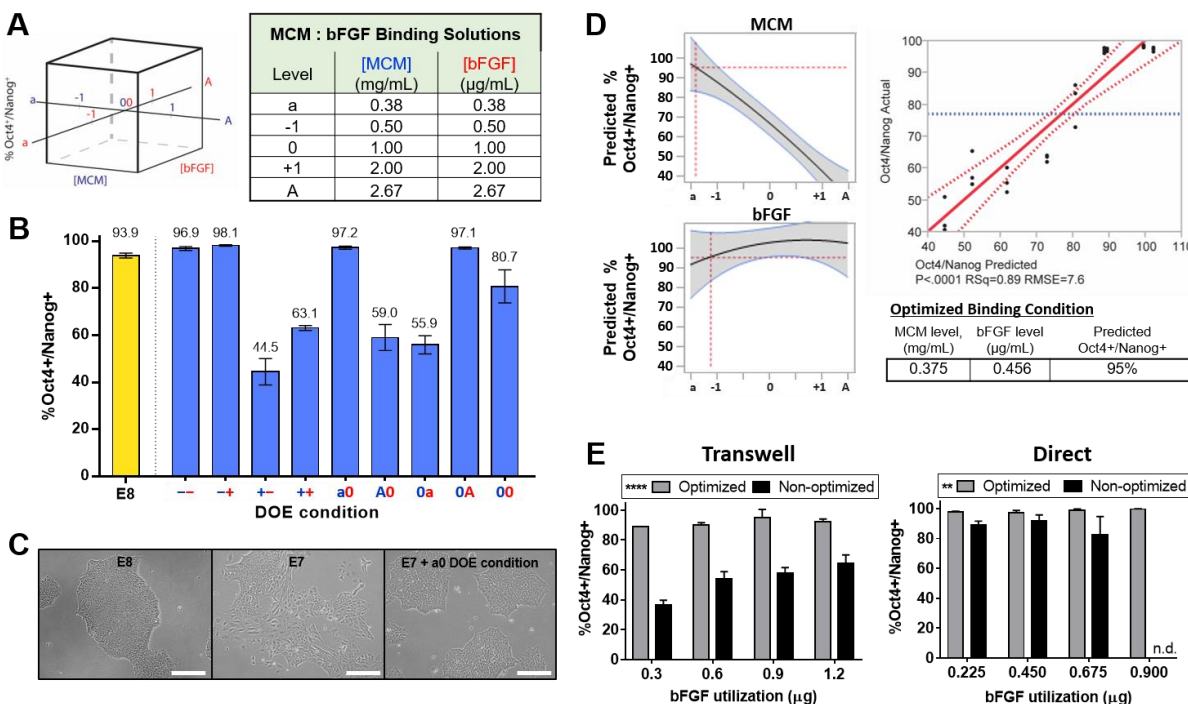 A
% Oct4⁺/Nanog⁺
a
-1
00
1
A
-1
1
a
A
[MCM]
[bFGF]
MCM : bFGF Binding Solutions
Level [MCM] (mg/mL) [bFGF] (µg/mL)
a 0.38 0.38
-1 0.50 0.50
0 1.00 1.00
+1 2.00 2.00
A 2.67 2.67
B
%Oct4+/Nanog+
100
80
60
40
20
0
93.9 96.9 98.1 44.5 63.1 97.2 59.0 55.9 97.1 80.7
E8 −− −+ +− ++ a0 A0 0a 0A 00
DOE condition
C
E8
E7
E7 + a0 DOE condition
D
MCM
Predicted %
Oct4+/Nanog+
100
90
80
70
60
50
40
a -1 0 +1 A
bFGF
Predicted %
Oct4+/Nanog+
100
90
80
70
60
50
40
a -1 0 +1 A
Oct4/Nanog Actual
100
90
80
70
60
50
40
40 50 60 70 80 90 100 110
Oct4/Nanog Predicted
P<.0001 RSq=0.89 RMSE=7.6
Optimized Binding Condition
MCM level, (mg/mL) bFGF level (µg/mL) Predicted Oct4+/Nanog+
0.375 0.456 95%
E
Transwell
**** Optimized Non-optimized
%Oct4+/Nanog+
100
80
60
40
20
0
0.3 0.6 0.9 1.2
bFGF utilization (µg)
Direct
** Optimized Non-optimized
%Oct4+/Nanog+
100
80
60
40
20
0
n.d.
0.225 0.450 0.675 0.900
bFGF utilization (µg)